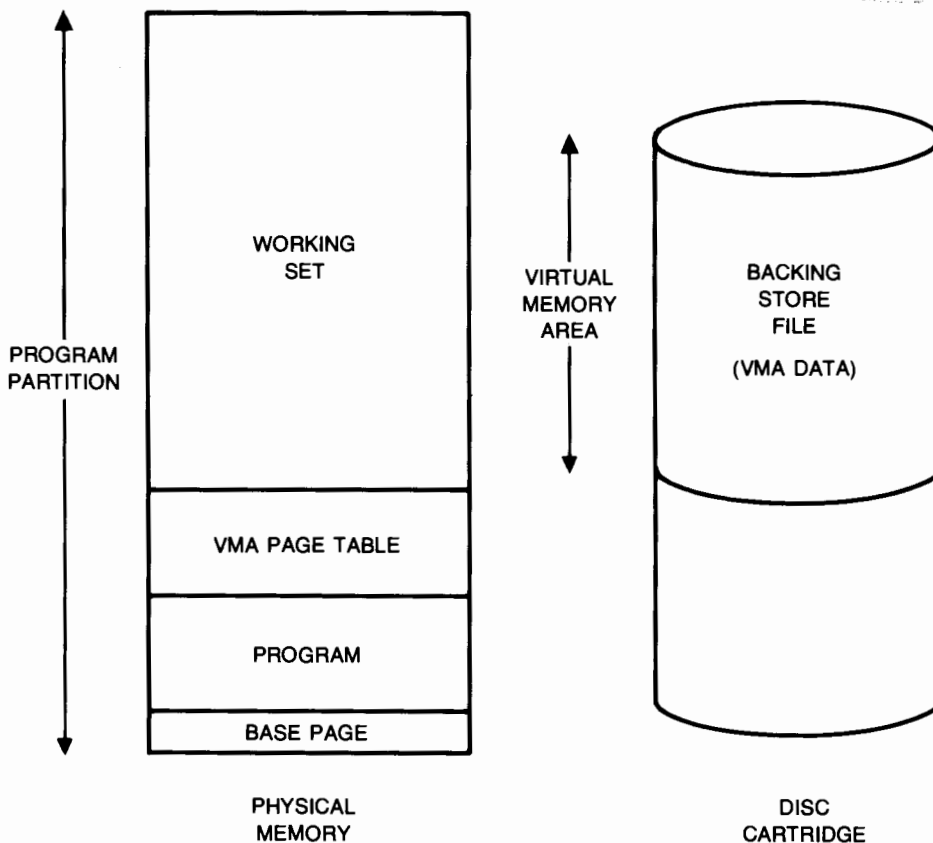 WORKING
SET
PROGRAM
PARTITION
VMA PAGE TABLE
PROGRAM
BASE PAGE
PHYSICAL
MEMORY
VIRTUAL
MEMORY
AREA
BACKING
STORE
FILE
(VMA DATA)
DISC
CARTRIDGE